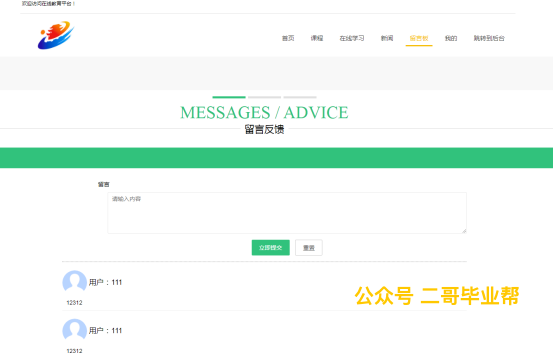 欢迎访问在线教育平台！
首页 课程 在线学习 新闻 留言板 我的 跳转到后台
MESSAGES / ADVICE
留言反馈
留言
请输入内容
立即提交 重置
用户：111
12312
公众号 二哥毕业帮
用户：111
12312